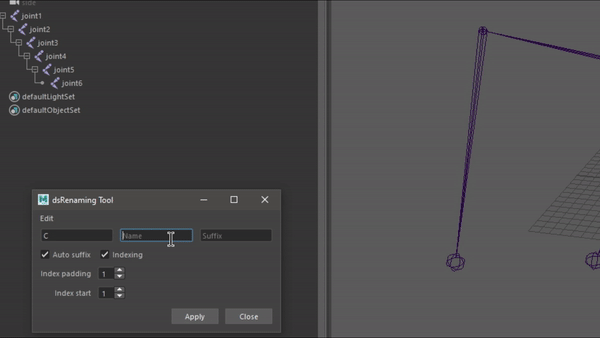 side
joint1
joint2
joint3
joint4
joint5
joint6
defaultLightSet
defaultObjectSet
dsRenaming Tool
Edit
C Name Suffix
Auto suffix Indexing
Index padding 1
Index start 1
Apply Close